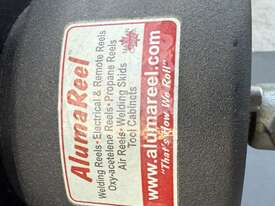 AlumaReel
Welding Reels • Electrical & Remote Reels
Oxy-acetelene Reels • Propane Reels
Air Reels • Welding Skids
Tool Cabinets
www.alumareel.com
"That's How We Roll"